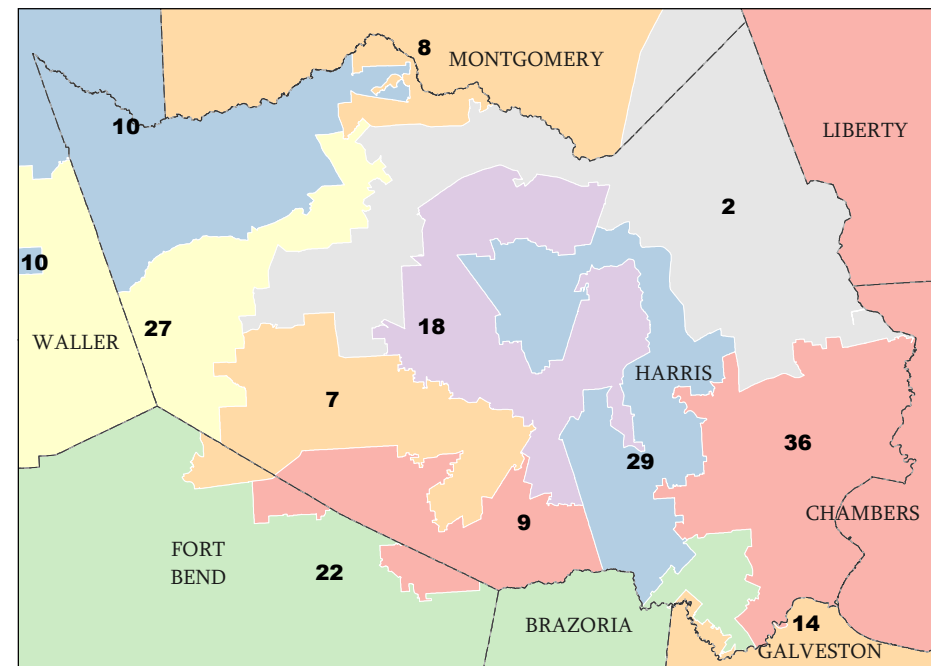 8
MONTGOMERY
10
LIBERTY
2
10
18
27
WALLER
HARRIS
7
36
29
CHAMBERS
9
FORT
BEND
22
BRAZORIA
14
GALVESTON